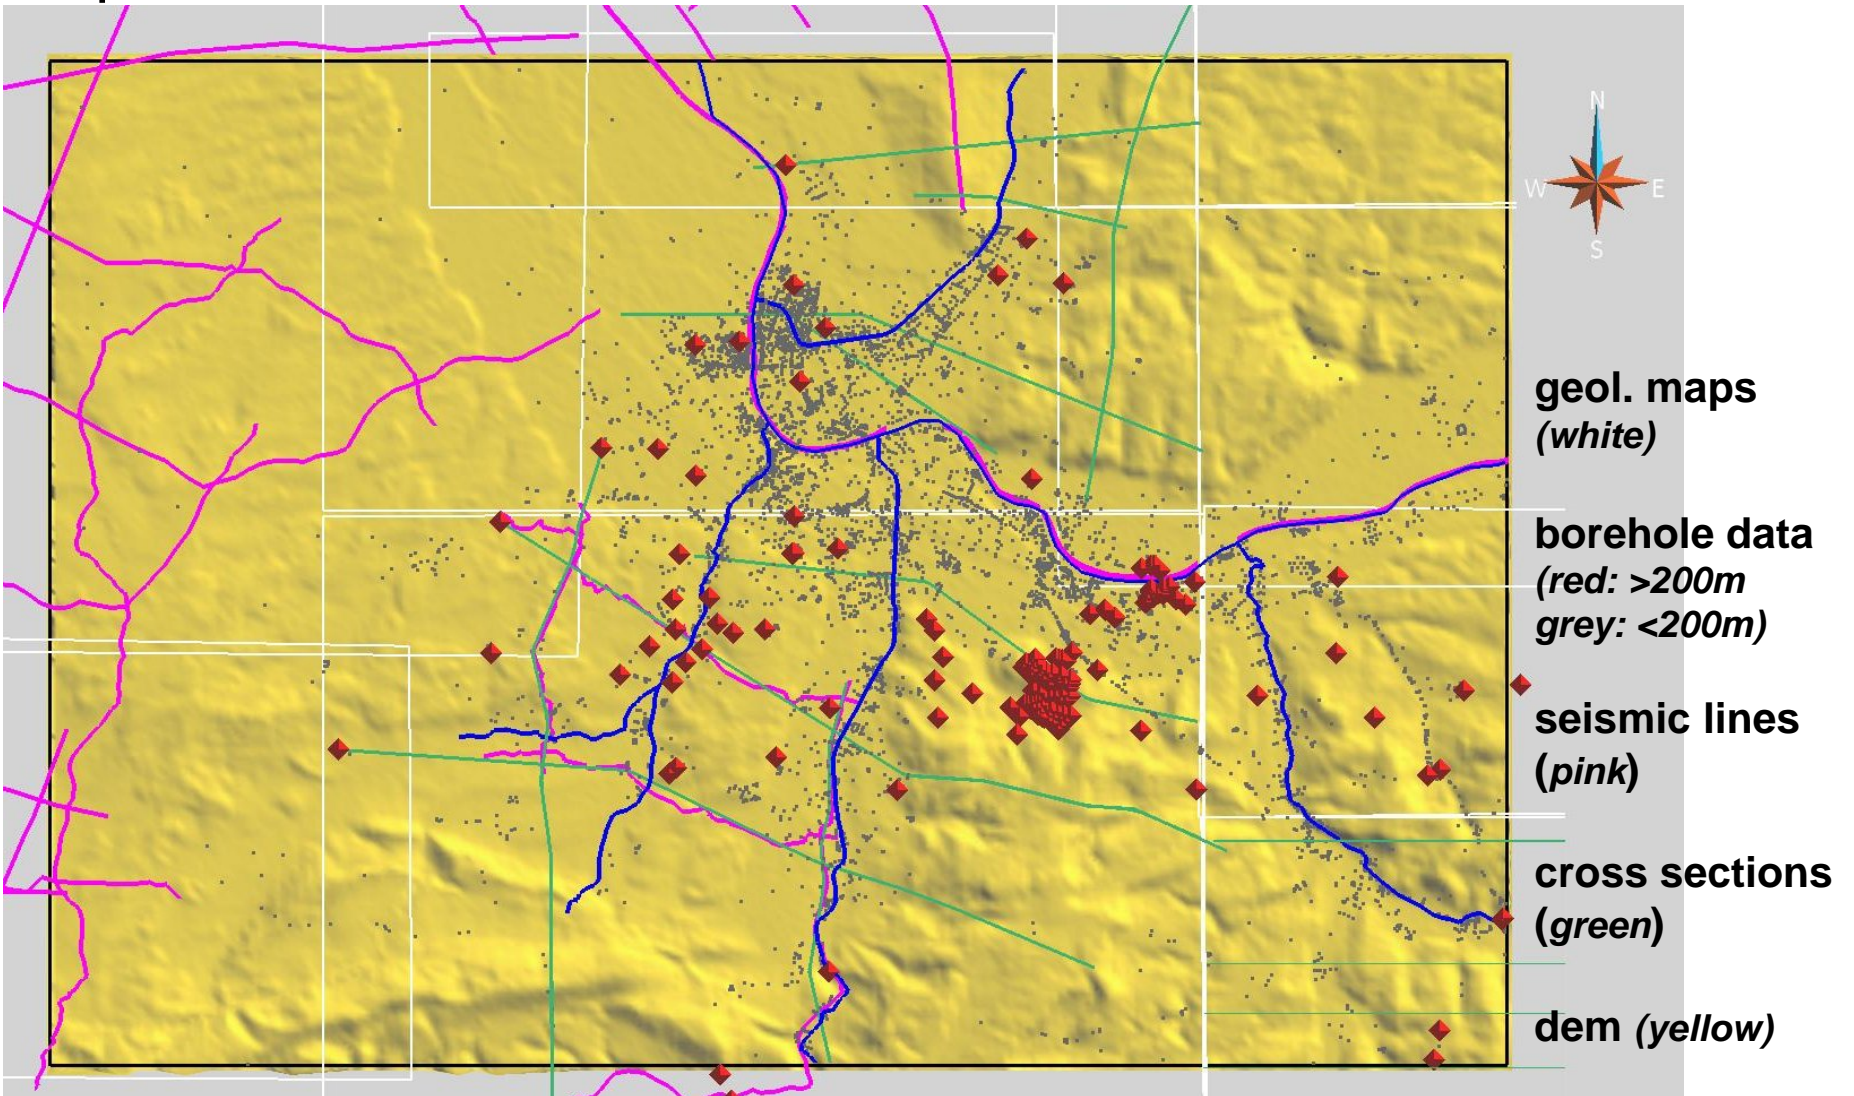 N
W
E
S
geol. maps
(white)
borehole data
(red: >200m
grey: <200m)
seismic lines
(pink)
cross sections
(green)
dem (yellow)